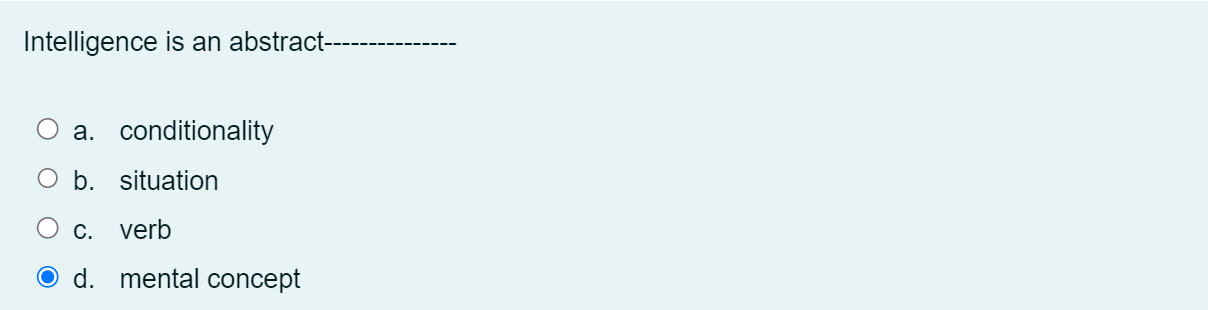 Intelligence is an abstract---------------
a. conditionality
b. situation
c. verb
d. mental concept